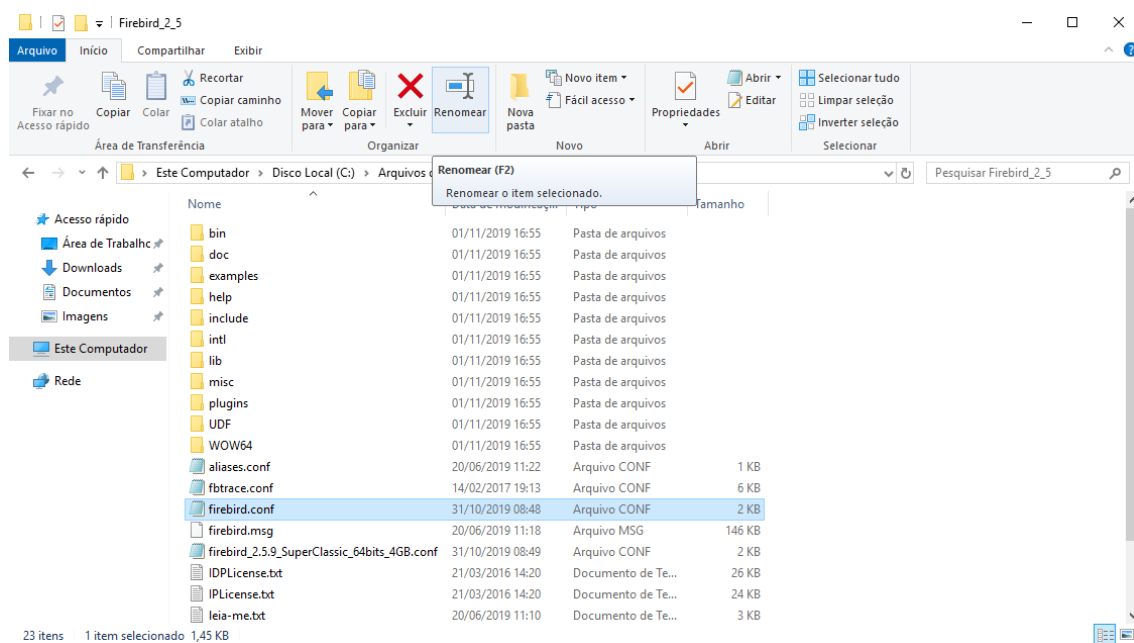 Firebird_2_5
Arquivo Início Compartilhar Exibir
Fixar no Acesso rápido
Copiar
Colar
Recortar
Copiar caminho
Colar atalho
Área de Transferência
Mover para
Copiar para
Excluir
Renomear
Organizar
Nova pasta
Novo item
Fácil acesso
Novo
Propriedades
Abrir
Editar
Abrir
Selecionar tudo
Limpar seleção
Inverter seleção
Selecionar
Este Computador > Disco Local (C:) > Arquivos
Pesquisar Firebird_2_5
Renomear (F2)
Renomear o item selecionado.
Acesso rápido
Área de Trabalhc
Downloads
Documentos
Imagens
Este Computador
Rede
Nome Tamanho
bin 01/11/2019 16:55 Pasta de arquivos
doc 01/11/2019 16:55 Pasta de arquivos
examples 01/11/2019 16:55 Pasta de arquivos
help 01/11/2019 16:55 Pasta de arquivos
include 01/11/2019 16:55 Pasta de arquivos
intl 01/11/2019 16:55 Pasta de arquivos
lib 01/11/2019 16:55 Pasta de arquivos
misc 01/11/2019 16:55 Pasta de arquivos
plugins 01/11/2019 16:55 Pasta de arquivos
UDF 01/11/2019 16:55 Pasta de arquivos
WOW64 01/11/2019 16:55 Pasta de arquivos
aliases.conf 20/06/2019 11:22 Arquivo CONF 1 KB
fbtrace.conf 14/02/2017 19:13 Arquivo CONF 6 KB
firebird.conf 31/10/2019 08:48 Arquivo CONF 2 KB
firebird.msg 20/06/2019 11:18 Arquivo MSG 146 KB
firebird_2.5.9_SuperClassic_64bits_4GB.conf 31/10/2019 08:49 Arquivo CONF 2 KB
IDPLicense.txt 21/03/2016 14:20 Documento de Te... 26 KB
IPLicense.txt 21/03/2016 14:20 Documento de Te... 24 KB
leia-me.txt 20/06/2019 11:10 Documento de Te... 3 KB
23 itens 1 item selecionado 1,45 KB